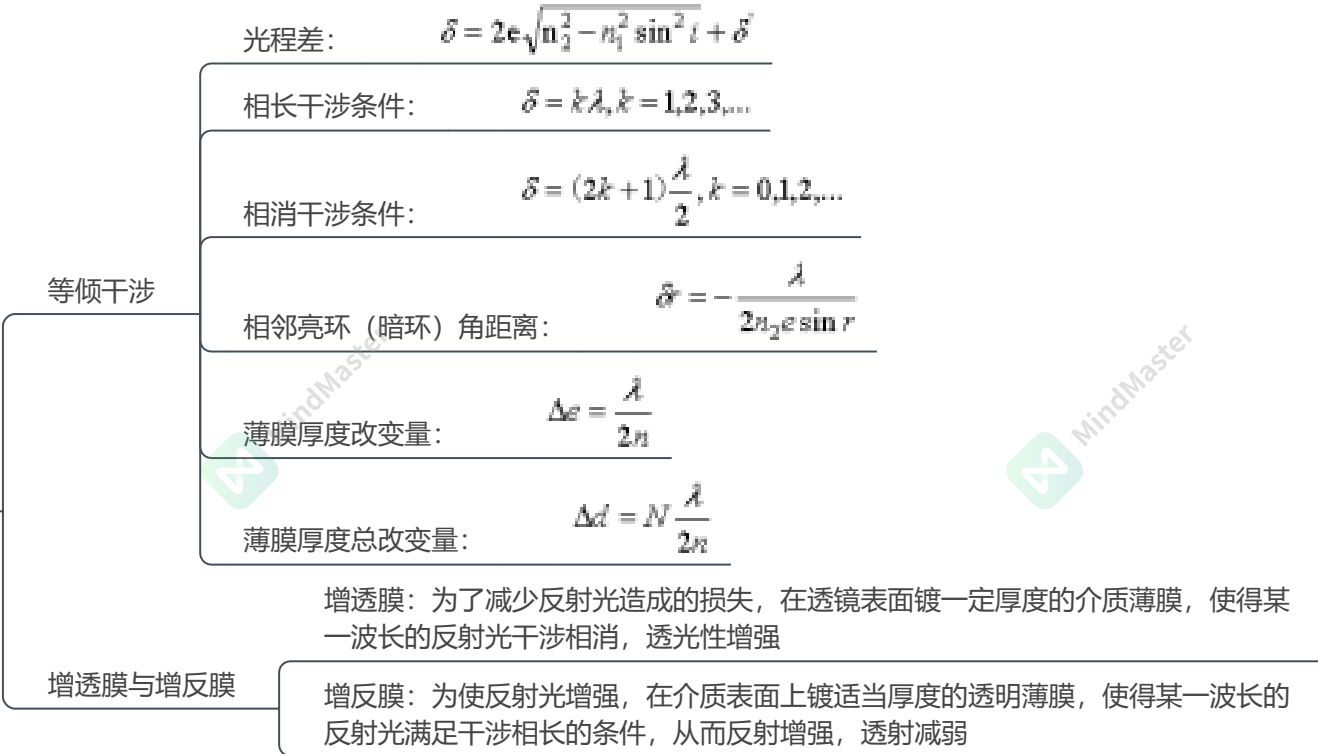 光程差： δ = 2e√(n₂² − n₁² sin² i) + δ'
相长干涉条件： δ = kλ, k = 1,2,3,...
相消干涉条件： δ = (2k +1) λ/2, k = 0,1,2,...
等倾干涉
相邻亮环（暗环）角距离： δr = − λ/(2n₂e sin r)
薄膜厚度改变量： Δe = λ/(2n)
薄膜厚度总改变量： Δd = N λ/(2n)
增透膜：为了减少反射光造成的损失，在透镜表面镀一定厚度的介质薄膜，使得某
一波长的反射光干涉相消，透光性增强
增透膜与增反膜
增反膜：为使反射光增强，在介质表面上镀适当厚度的透明薄膜，使得某一波长的
反射光满足干涉相长的条件，从而反射增强，透射减弱
MindMaster
MindMaster